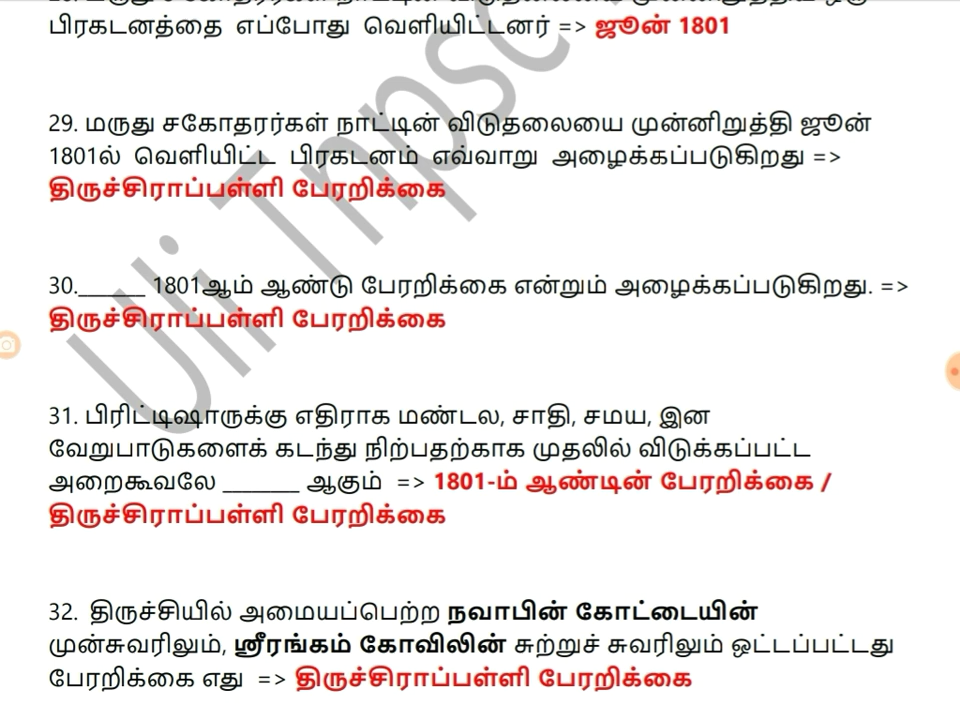 பிரகடனத்தை எப்போது வெளியிட்டனர் => ஜூன் 1801
29. மருது சகோதரர்கள் நாட்டின் விடுதலையை முன்னிறுத்தி ஜூன்
1801ல் வெளியிட்ட பிரகடனம் எவ்வாறு அழைக்கப்படுகிறது =>
திருச்சிராப்பள்ளி பேரறிக்கை
30.______ 1801ஆம் ஆண்டு பேரறிக்கை என்றும் அழைக்கப்படுகிறது. =>
திருச்சிராப்பள்ளி பேரறிக்கை
31. பிரிட்டிஷாருக்கு எதிராக மண்டல, சாதி, சமய, இன
வேறுபாடுகளைக் கடந்து நிற்பதற்காக முதலில் விடுக்கப்பட்ட
அறைகூவலே _______ ஆகும் => 1801-ம் ஆண்டின் பேரறிக்கை /
திருச்சிராப்பள்ளி பேரறிக்கை
32. திருச்சியில் அமையப்பெற்ற நவாபின் கோட்டையின்
முன்சுவரிலும், ஸ்ரீரங்கம் கோவிலின் சுற்றுச் சுவரிலும் ஒட்டப்பட்டது
பேரறிக்கை எது => திருச்சிராப்பள்ளி பேரறிக்கை
Uli Tnpsc